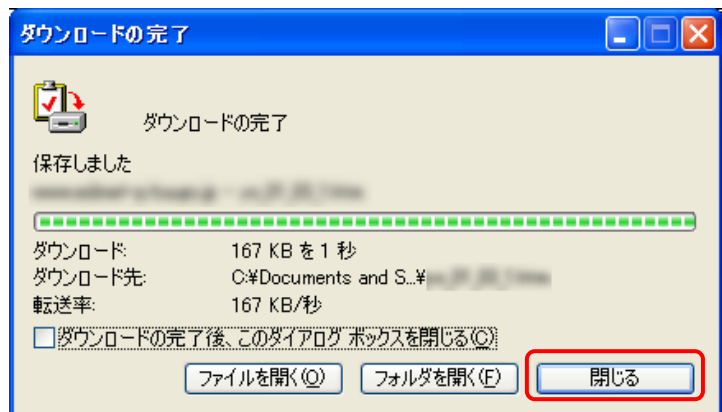 ダウンロードの完了
ダウンロードの完了
保存しました
ダウンロード: 167 KB を 1 秒
ダウンロード先: C:¥Documents and S...¥
転送率: 167 KB/秒
ダウンロードの完了後、このダイアログ ボックスを閉じる(C)
ファイルを開く(O) フォルダを開く(F) 閉じる